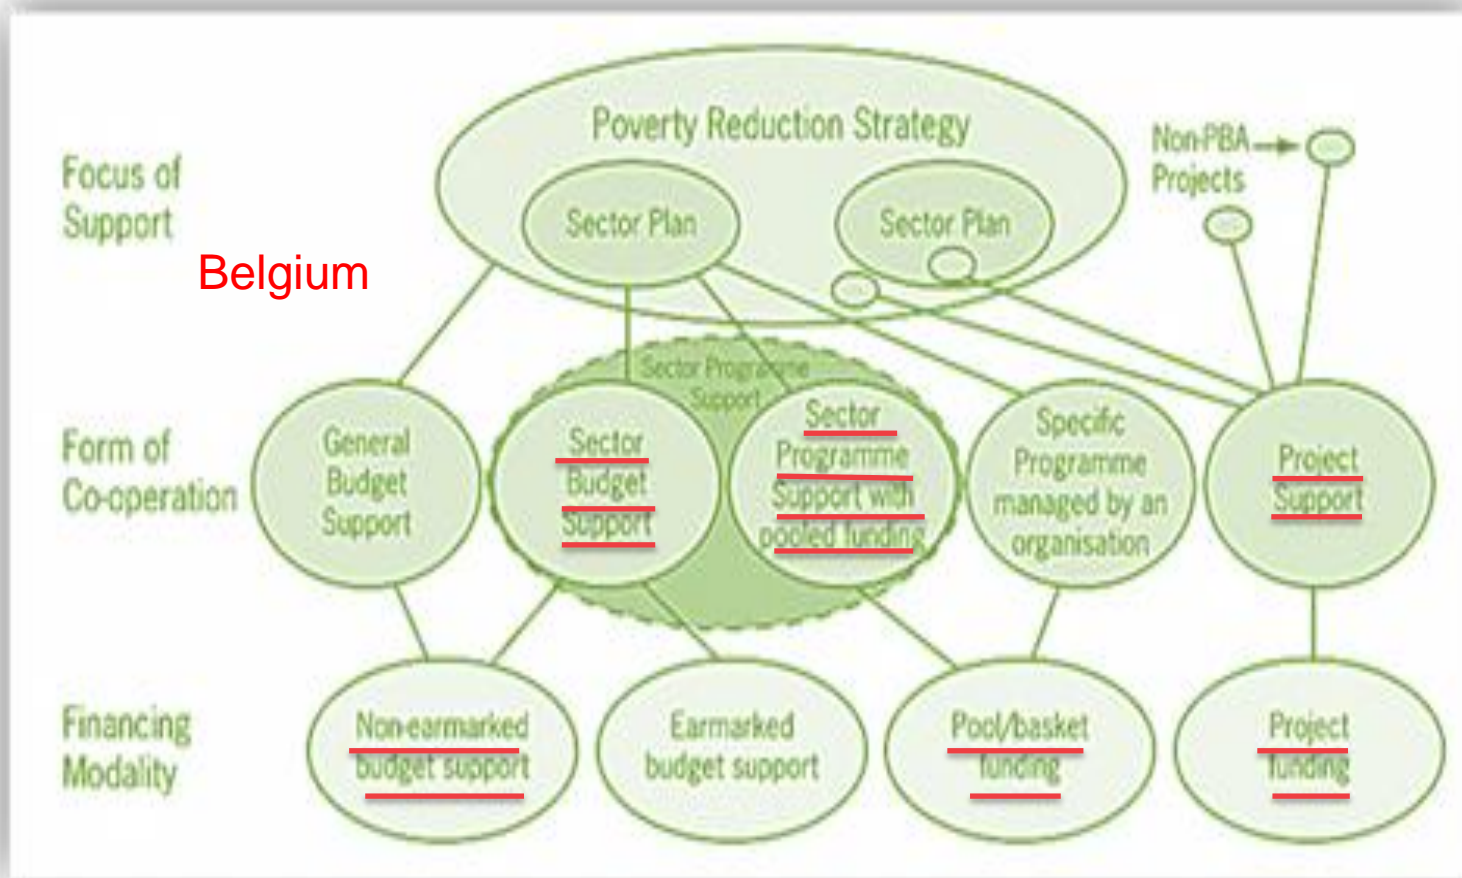 Poverty Reduction Strategy
Non-PBA
Projects
Focus of
Support
Sector Plan
Sector Plan
Belgium
Sector Programme
Support
Form of
Co-operation
General
Budget
Support
Sector
Budget
Support
Sector
Programme
Support with
pooled funding
Specific
Programme
managed by an
organisation
Project
Support
Financing
Modality
Non-earmarked
budget support
Earmarked
budget support
Pool/basket
funding
Project
funding